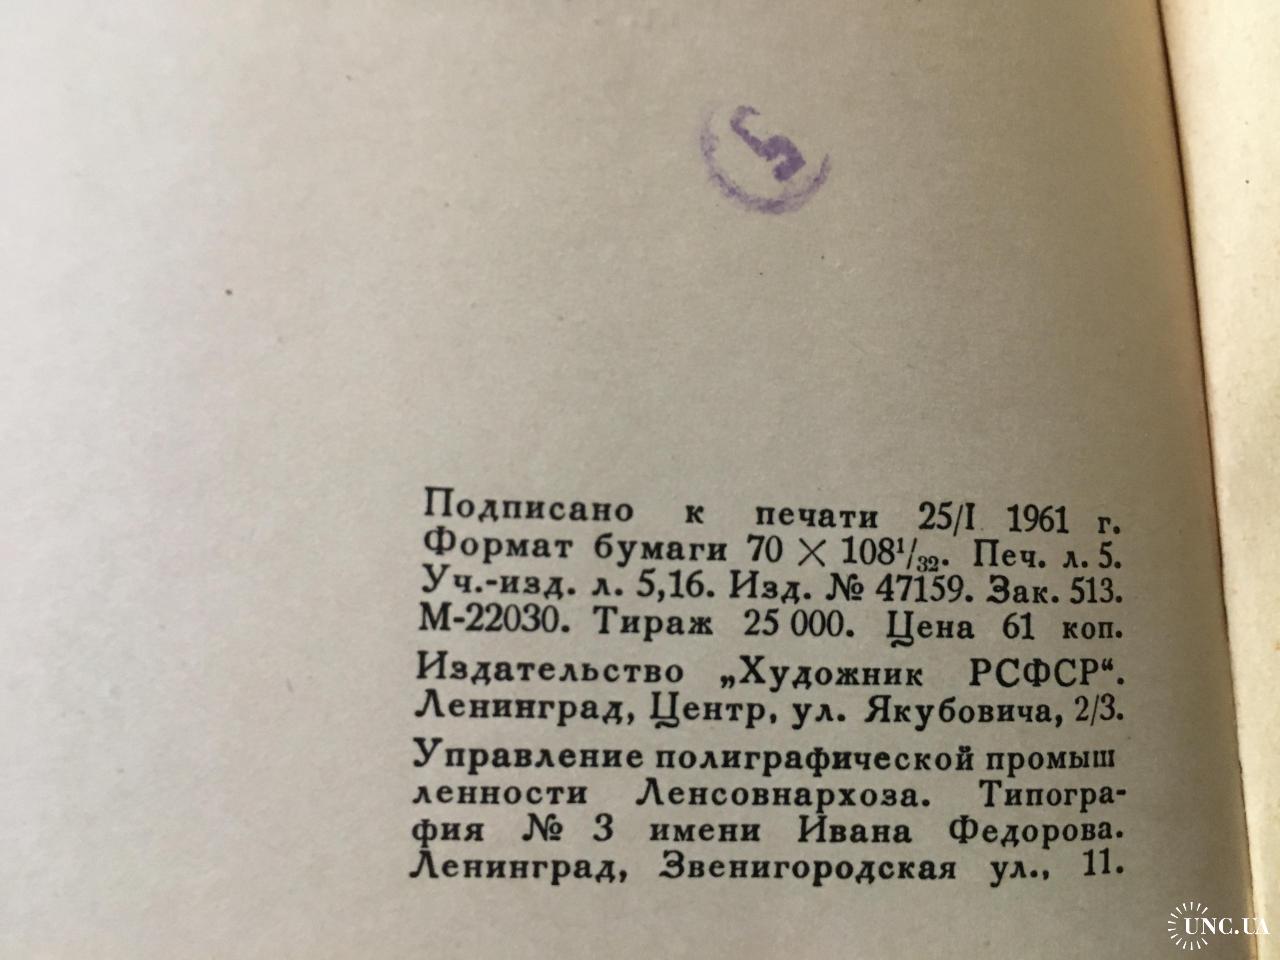 5
Подписано к печати 25/I 1961 г.
Формат бумаги 70 × 108¹/₃₂. Печ. л. 5.
Уч.-изд. л. 5,16. Изд. № 47159. Зак. 513.
М-22030. Тираж 25 000. Цена 61 коп.
Издательство „Художник РСФСР“.
Ленинград, Центр, ул. Якубовича, 2/3.
Управление полиграфической промыш
ленности Ленсовнархоза. Типогра-
фия № 3 имени Ивана Федорова.
Ленинград, Звенигородская ул., 11.
UNC.UA